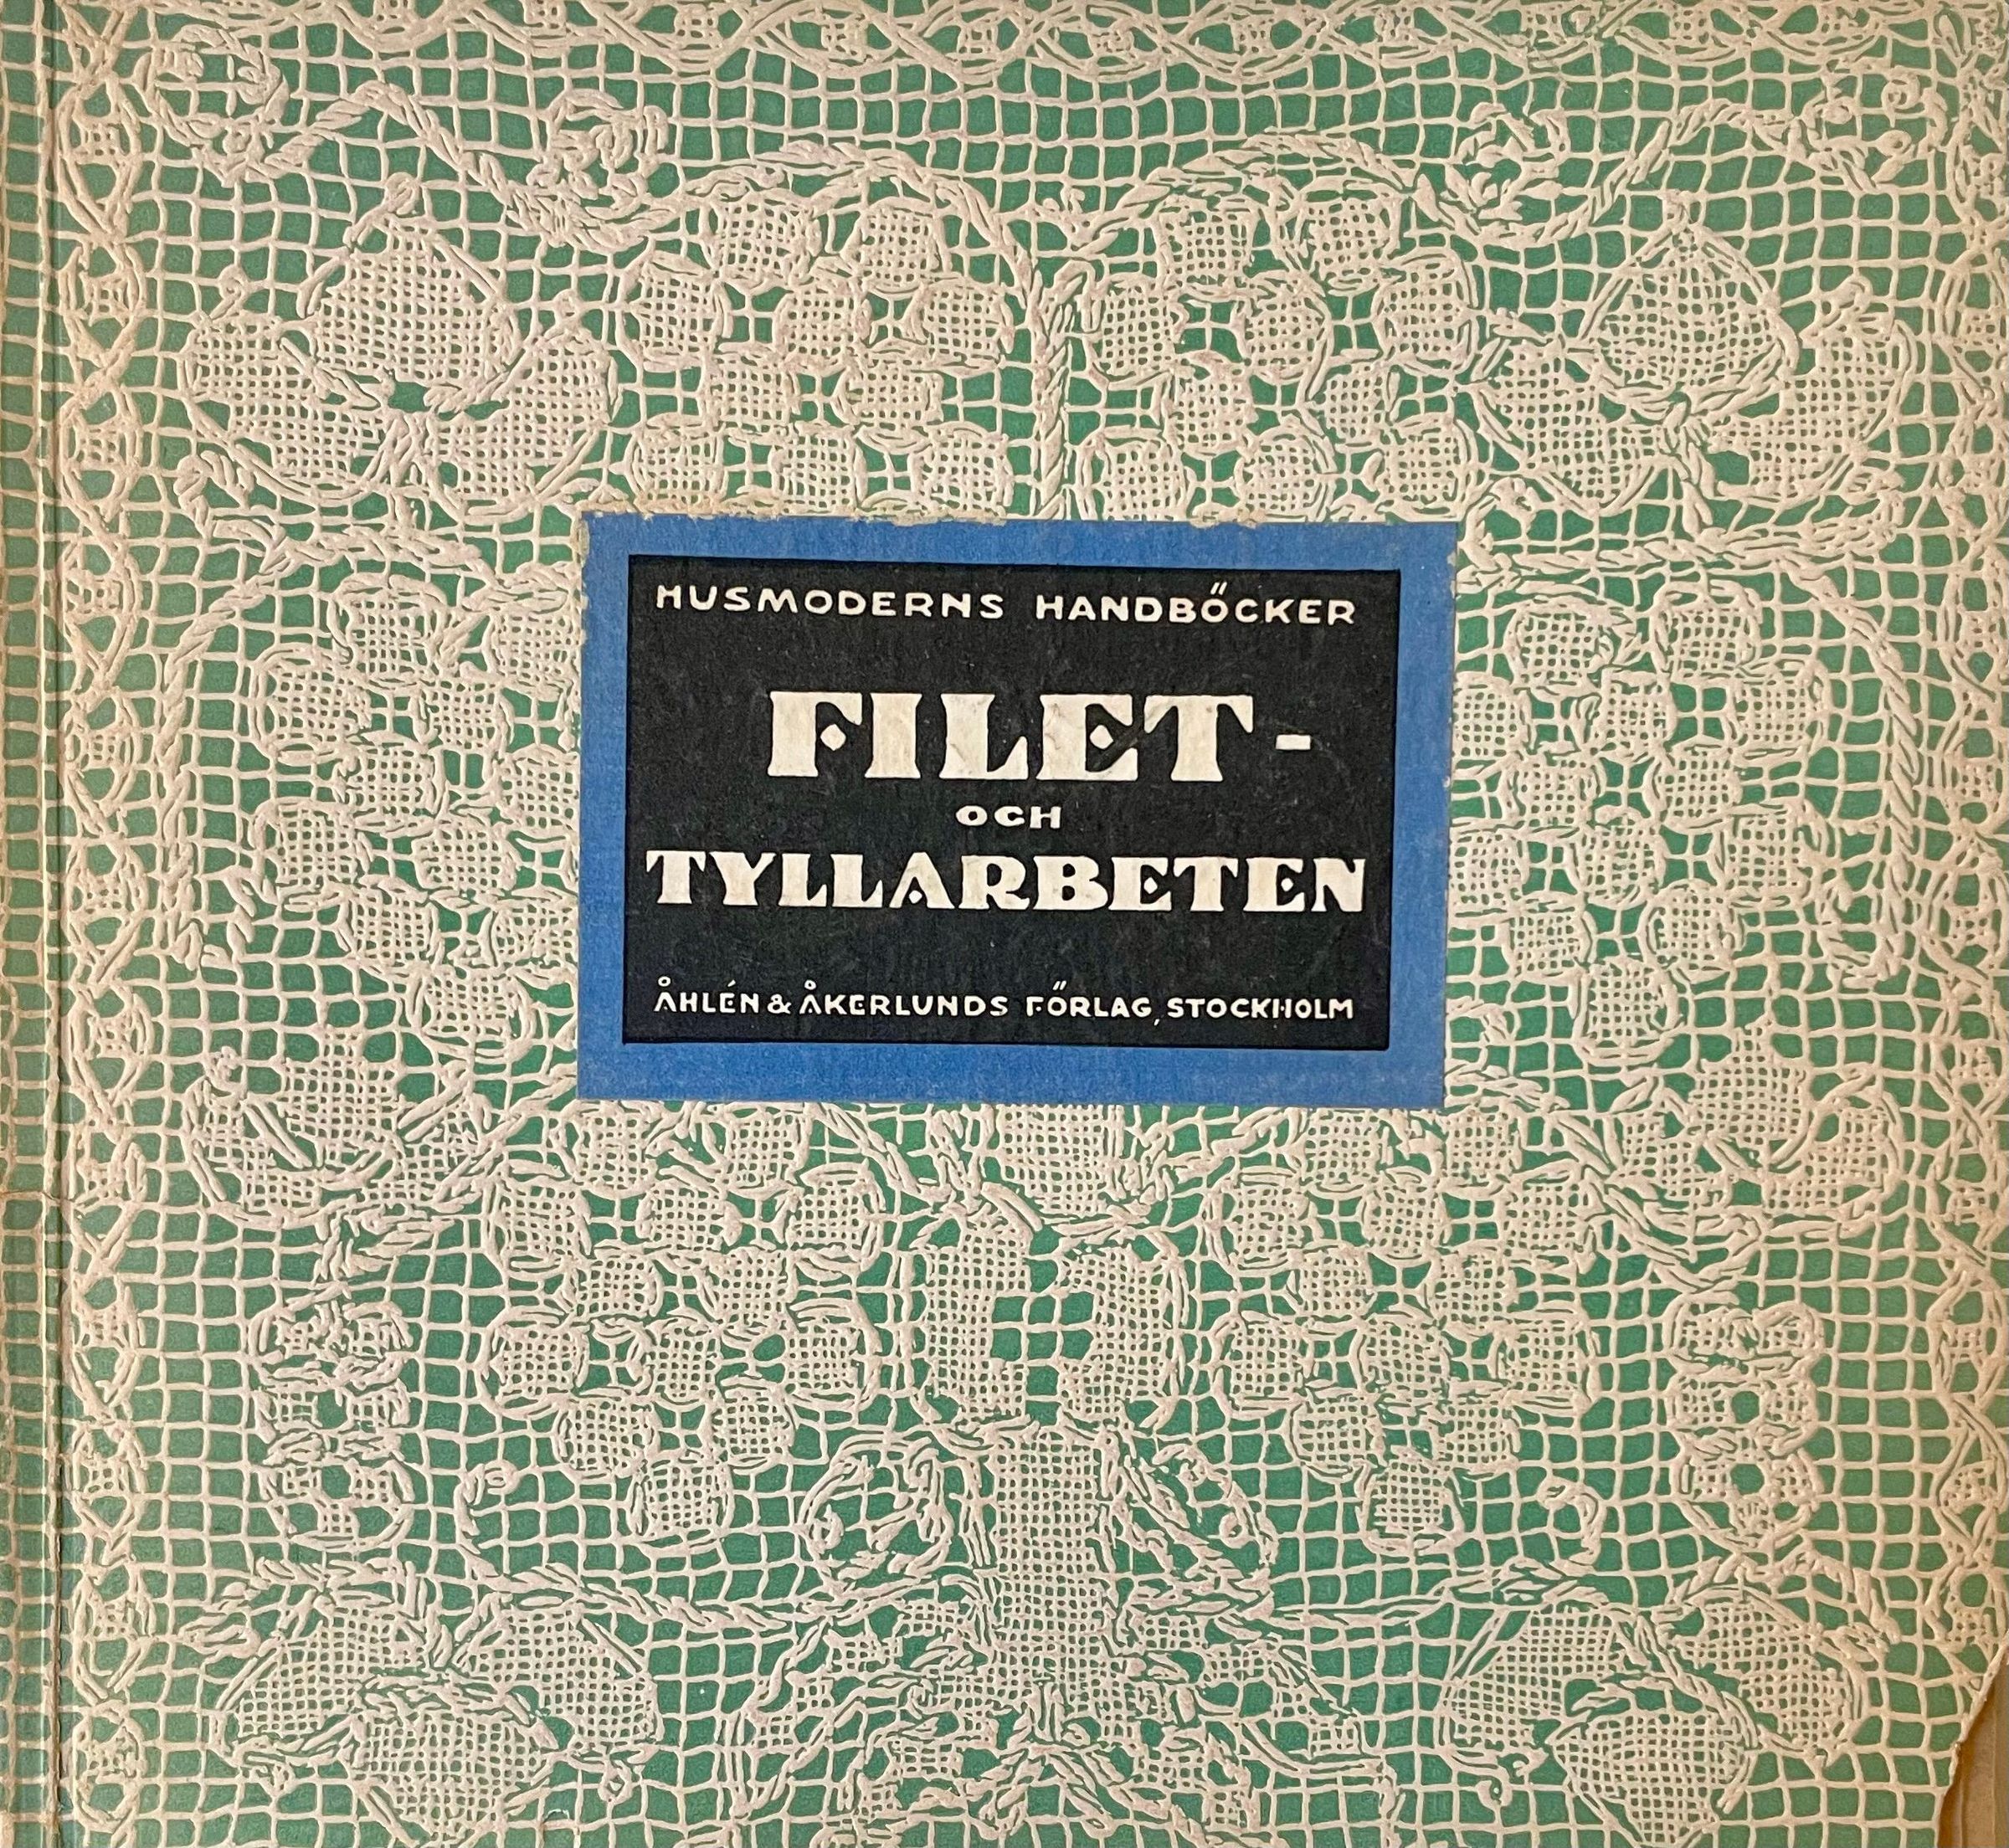 HUSMODERNS HANDBÖCKER
FILET-
OCH
TYLLARBETEN
ÅHLÉN & ÅKERLUNDS FÖRLAG, STOCKHOLM